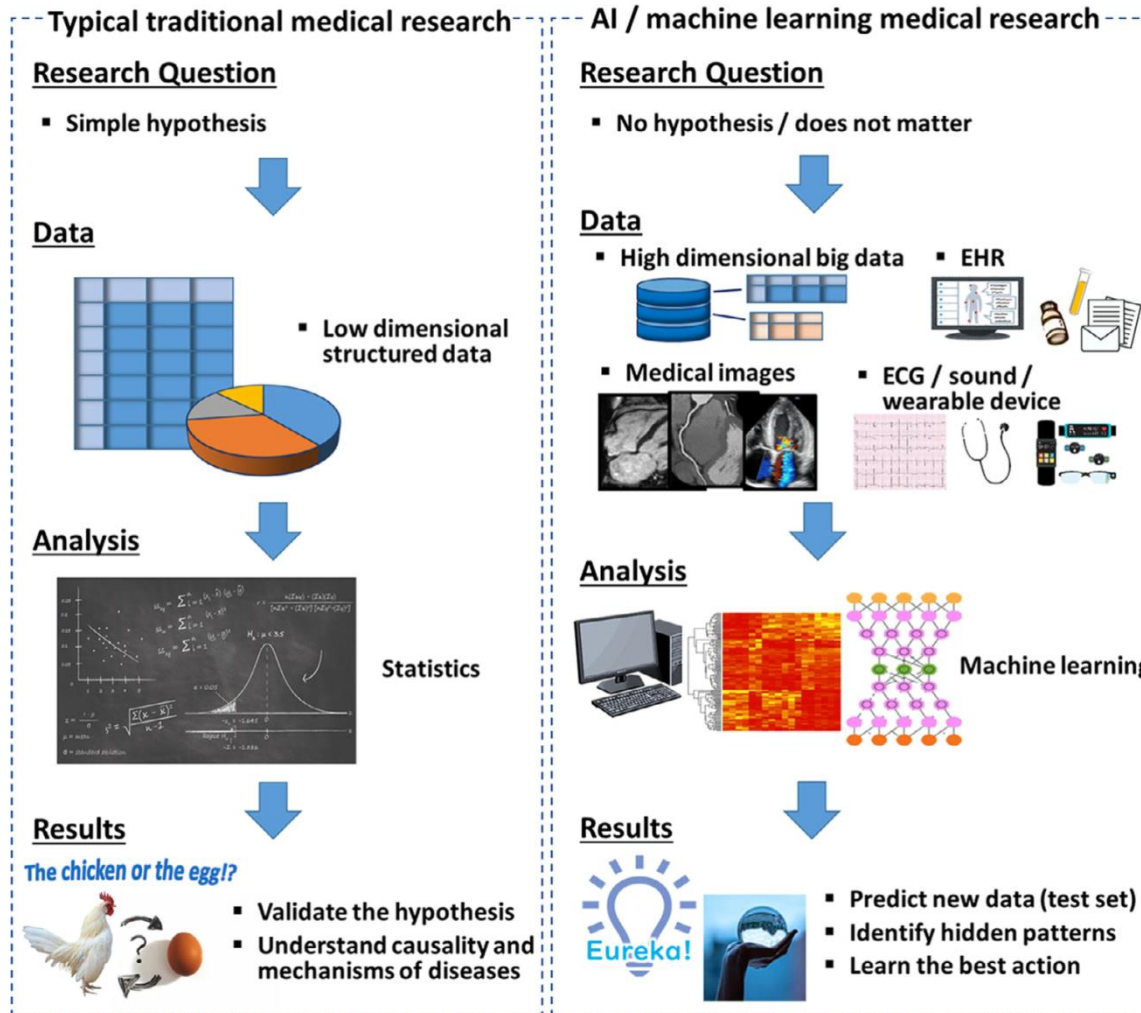 Typical traditional medical research
Research Question
▪ Simple hypothesis
Data
▪ Low dimensional
structured data
Analysis
Statistics
Results
The chicken or the egg!?
?
▪ Validate the hypothesis
▪ Understand causality and
mechanisms of diseases
AI / machine learning medical research
Research Question
▪ No hypothesis / does not matter
Data
▪ High dimensional big data
▪ EHR
▪ Medical images
▪ ECG / sound /
wearable device
Analysis
Machine learning
Results
Eureka!
▪ Predict new data (test set)
▪ Identify hidden patterns
▪ Learn the best action